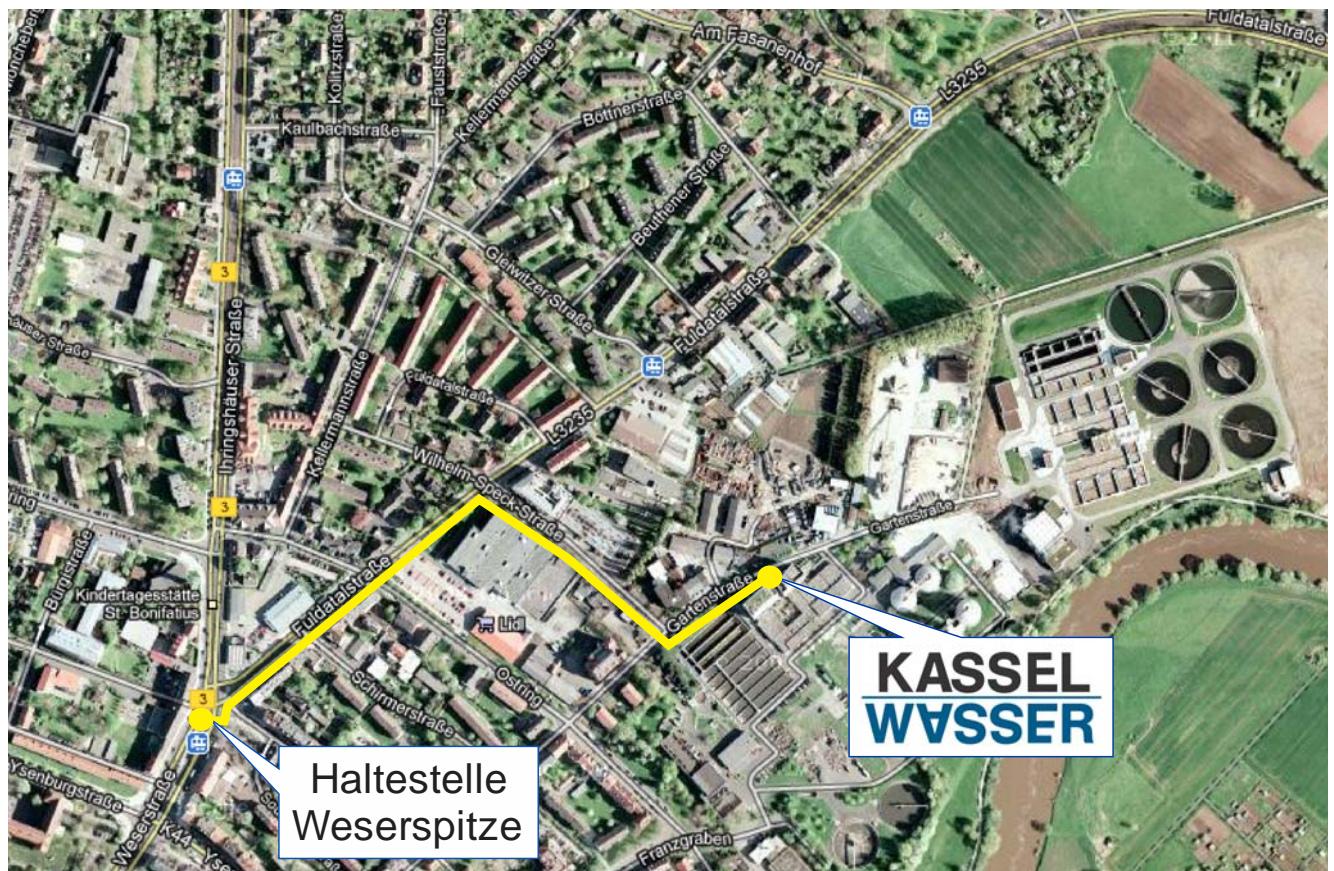 Fuldatalstraße
Am Fasanenhof
L3235
Kolitzstraße
Fauststraße
Kellermannstraße
Böttnerstraße
Kaulbachstraße
Beuthener Straße
Gleiwitzer Straße
3
Fuldatalstraße
Ihringshäuser Straße
Kellermannstraße
Fuldatalstraße
L3235
Wilhelm-Speck-Straße
3
Gartenstraße
Burgfeldstraße
Kindertagesstätte
St. Bonifatius
Fuldatalstraße
Gartenstraße
Lidl
Ostring
Schirmerstraße
3
KASSEL
WASSER
Haltestelle
Weserspitze
Ysenburgstraße
Weserstraße
K44
Franzgraben